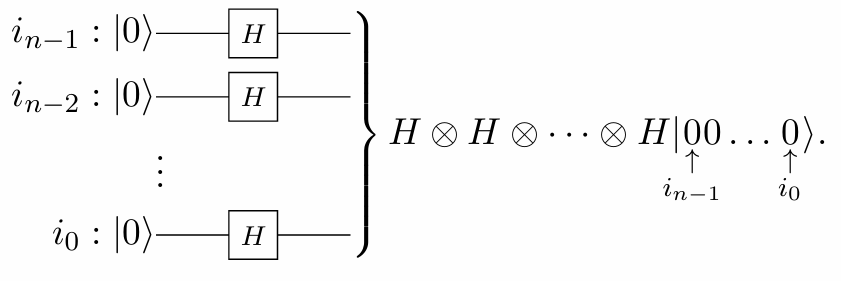 i_{n−1} : |0⟩ H
i_{n−2} : |0⟩ H
H ⊗ H ⊗ ··· ⊗ H|00 ... 0⟩.
⋮ ↑ ↑
i_{n−1} i_0
i_0 : |0⟩ H